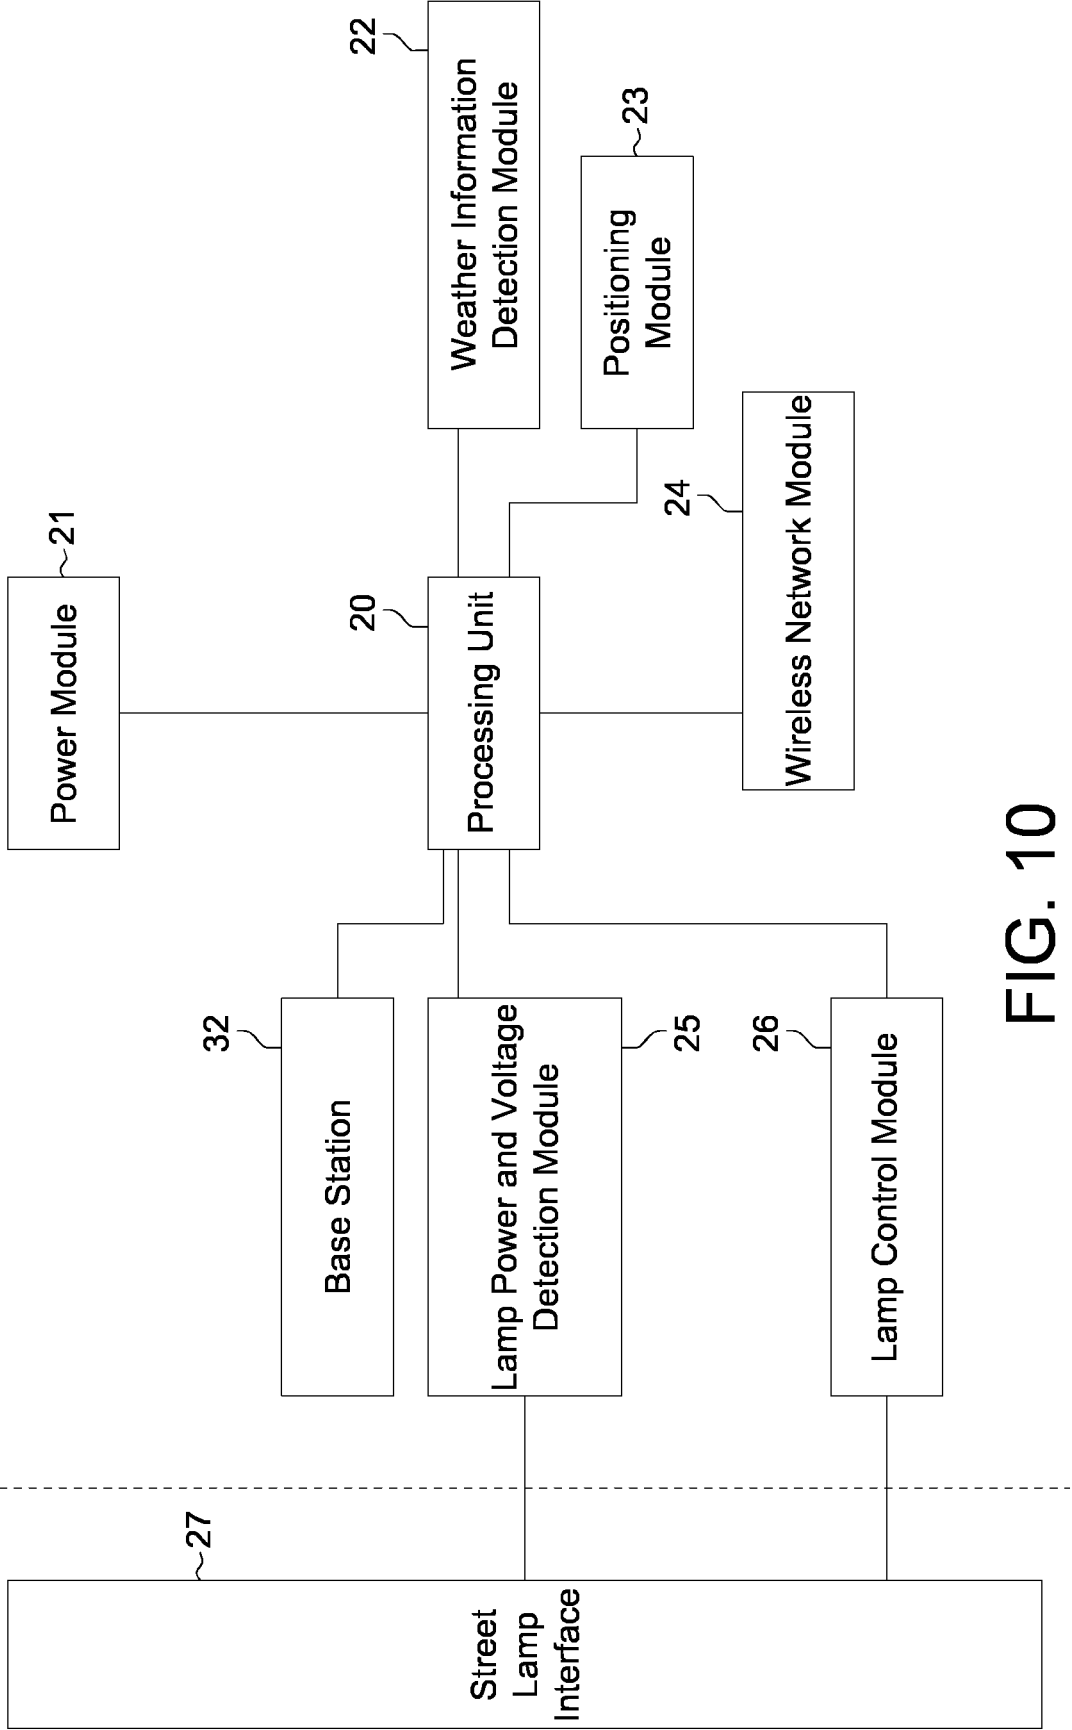 22
Weather Information
Detection Module
23
Positioning
Module
21
Power Module
20
Processing Unit
24
Wireless Network Module
32
Base Station
25
Lamp Power and Voltage
Detection Module
26
Lamp Control Module
27
Street
Lamp
Interface
FIG. 10